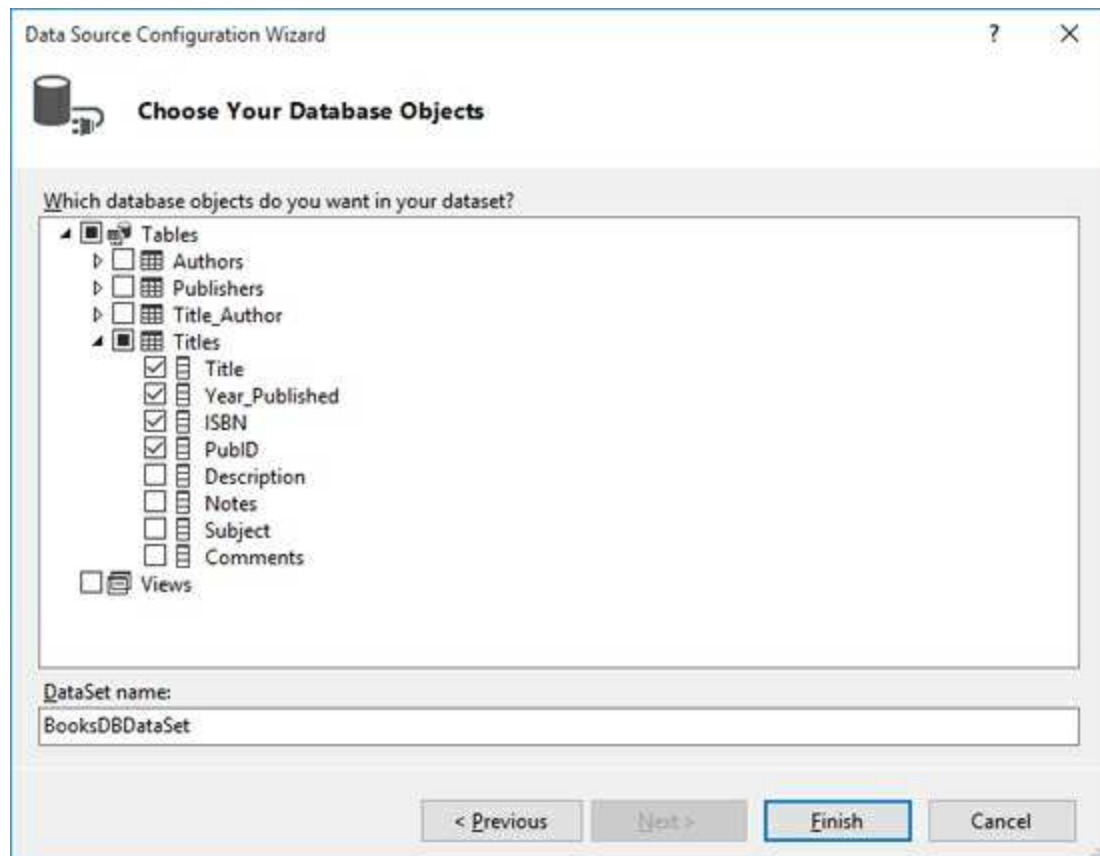 Data Source Configuration Wizard ? ×
Choose Your Database Objects
Which database objects do you want in your dataset?
Tables
Authors
Publishers
Title_Author
Titles
Title
Year_Published
ISBN
PubID
Description
Notes
Subject
Comments
Views
DataSet name:
BooksDBDataSet
< Previous Next > Finish Cancel